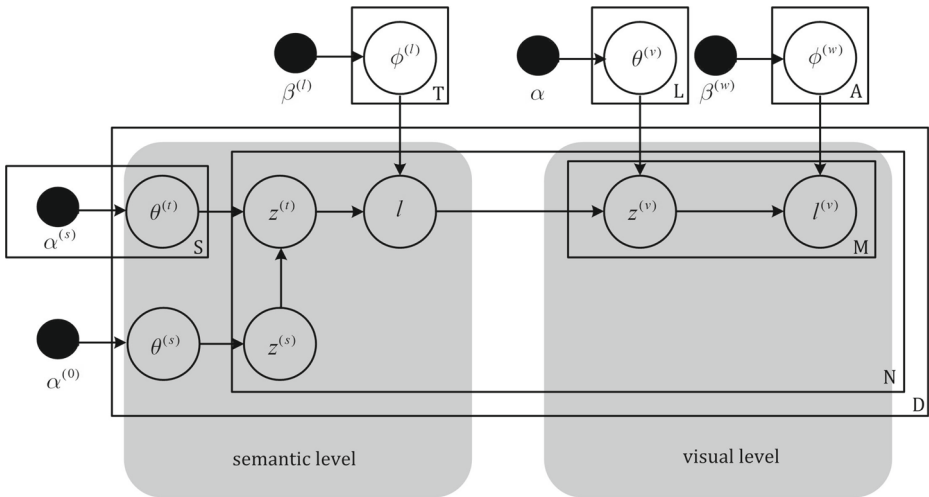 ϕ^(l) θ^(v) ϕ^(w)
β^(l) T α L β^(w) A
θ^(t) z^(t) l z^(v) l^(v)
α^(s) S M
θ^(s) z^(s)
α^(0) N
D
semantic level visual level